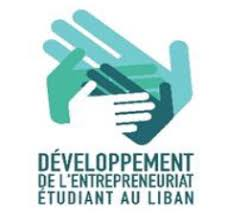 DÉVELOPPEMENT
DE L'ENTREPRENEURIAT
ÉTUDIANT AU LIBAN